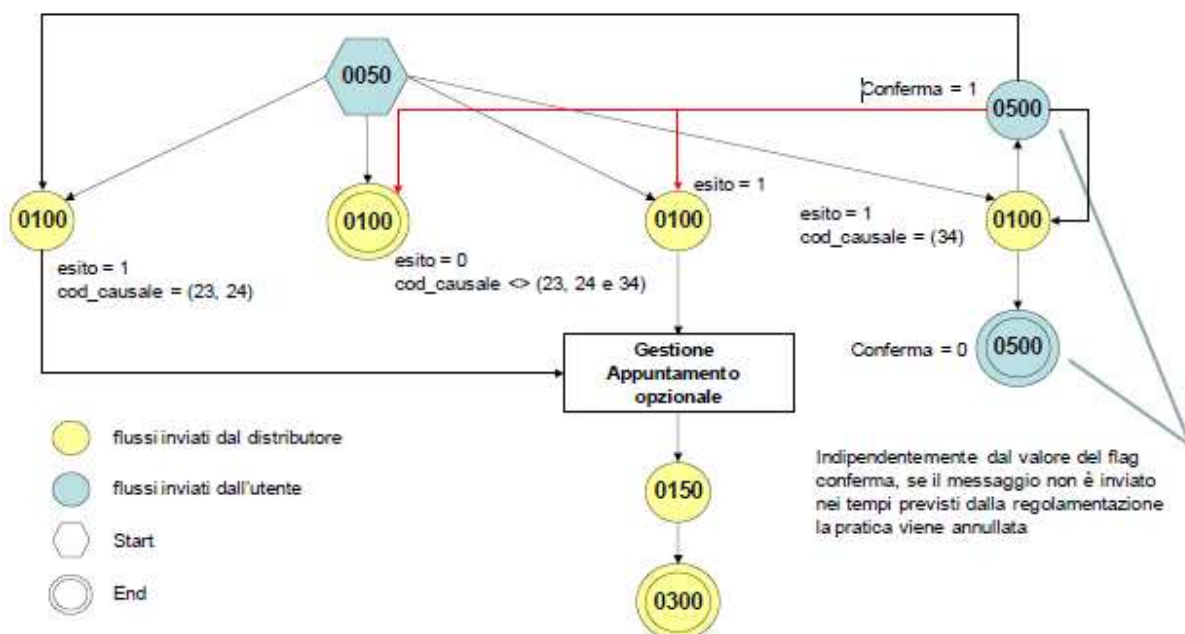 0050
Conferma = 1
0500
0100
0100
esito = 1
0100
esito = 1
cod_causale = (34)
0100
esito = 1
cod_causale = (23, 24)
esito = 0
cod_causale <> (23, 24 e 34)
Gestione
Appuntamento
opzionale
Conferma = 0
0500
flussi inviati dal distributore
flussi inviati dall'utente
Start
End
0150
0300
Indipendentemente dal valore del flag
conferma, se il messaggio non è inviato
nei tempi previsti dalla regolamentazione
la pratica viene annullata